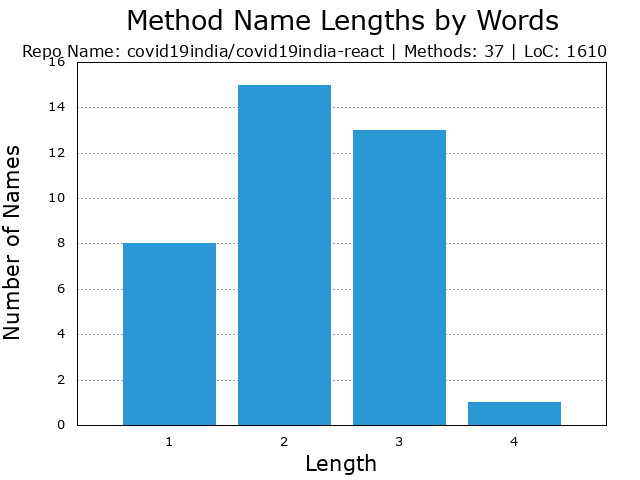 Method Name Lengths by Words
Repo Name: covid19india/covid19india-react | Methods: 37 | LoC: 1610
16
14
12
10
8
6
4
2
0
Number of Names
1 2 3 4
Length